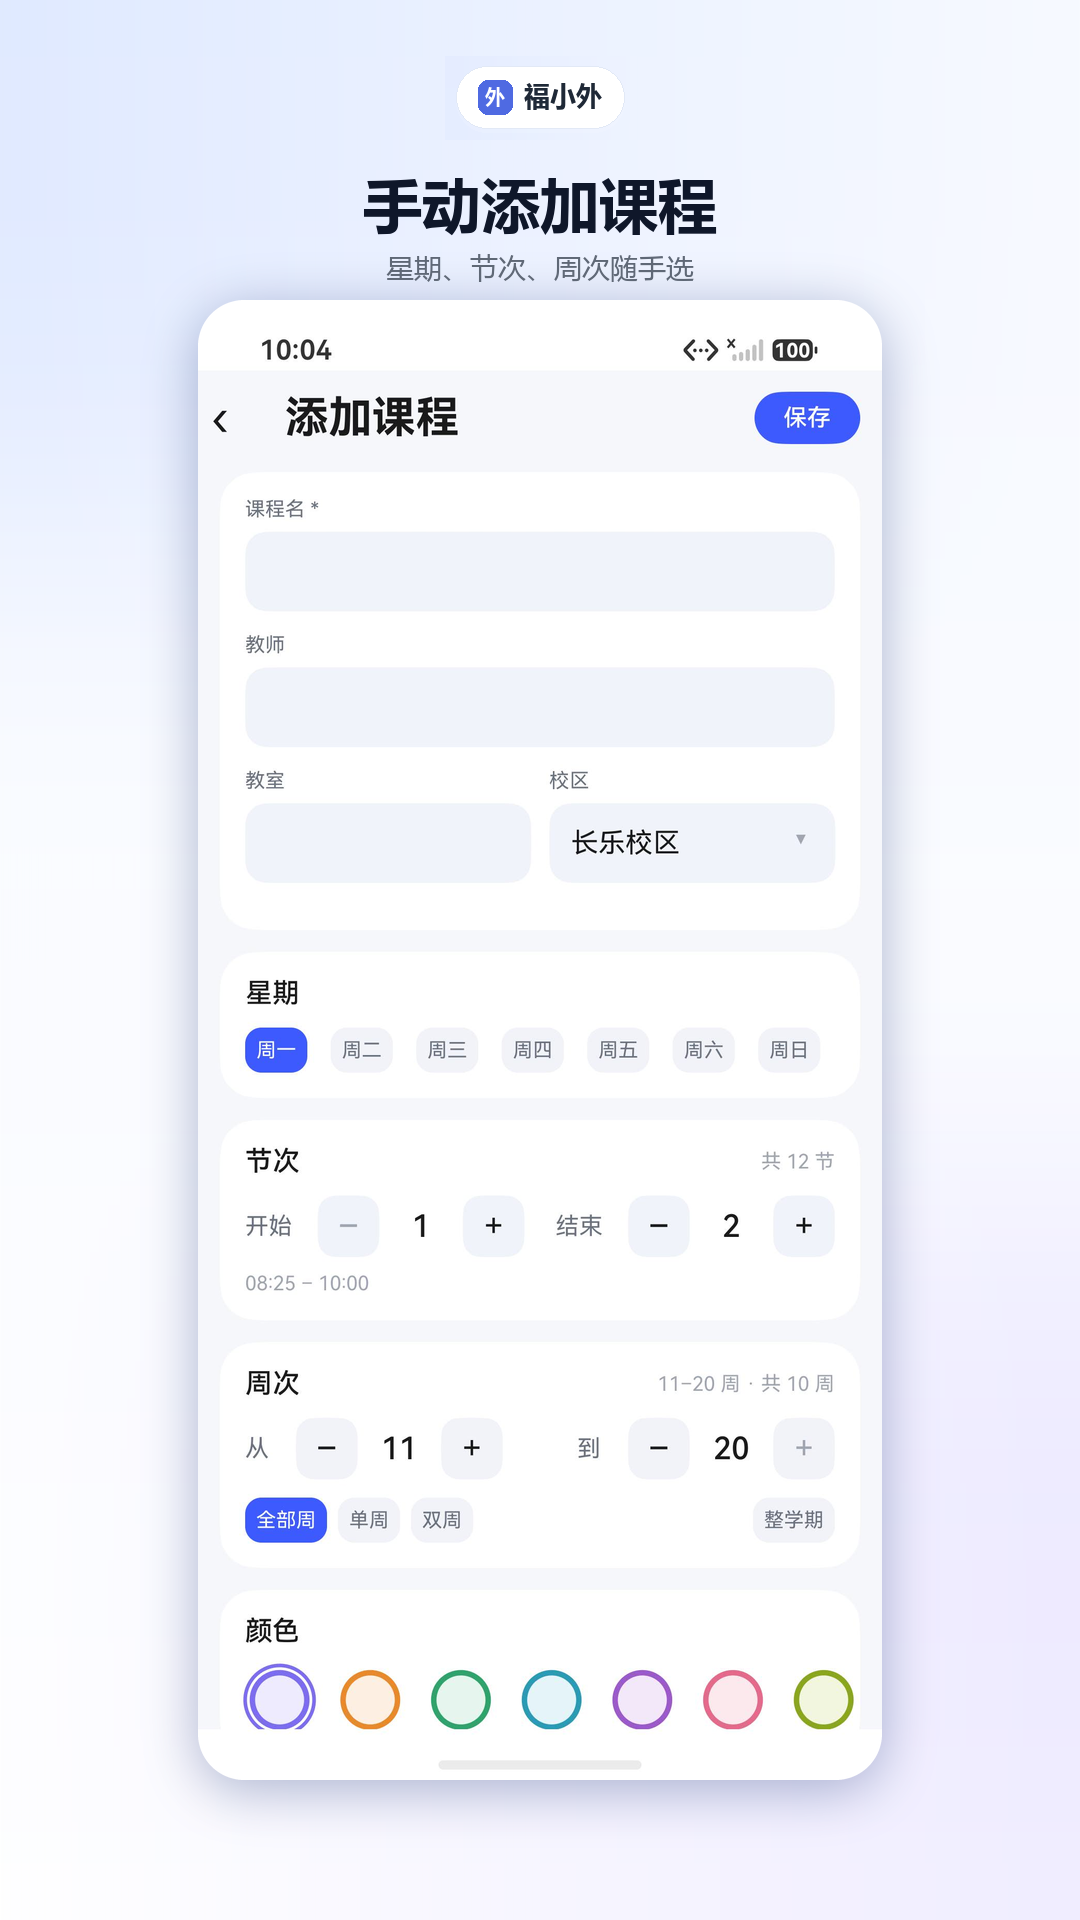 外 福小外
手动添加课程
星期、节次、周次随手选
10:04 100
‹ 添加课程 保存
课程名 *
教师
教室 校区
长乐校区 ▼
星期
周一 周二 周三 周四 周五 周六 周日
节次 共 12 节
开始 − 1 + 结束 − 2 +
08:25 – 10:00
周次 11–20 周 · 共 10 周
从 − 11 + 到 − 20 +
全部周 单周 双周 整学期
颜色